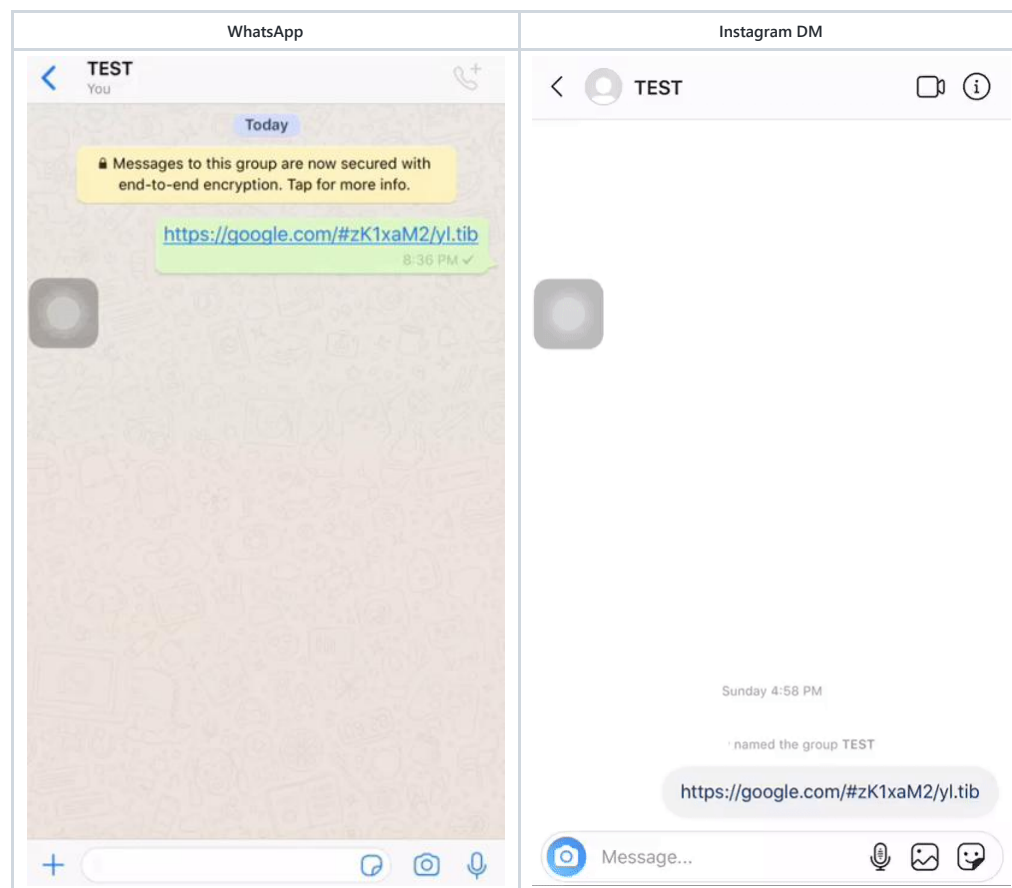 WhatsApp
Instagram DM
TEST
You
Today
Messages to this group are now secured with
end-to-end encryption. Tap for more info.
https://google.com/#zK1xaM2/yl.tib
8:36 PM
TEST
Sunday 4:58 PM
named the group TEST
https://google.com/#zK1xaM2/yl.tib
Message...